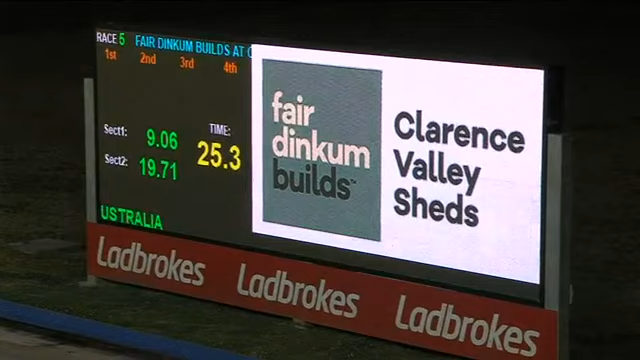 RACE 5 FAIR DINKUM BUILDS AT
1st 2nd 3rd 4th
Sect1: 9.06
Sect2: 19.71
TIME:
25.3
USTRALIA
fair
dinkum
builds™
Clarence
Valley
Sheds
Ladbrokes Ladbrokes Ladbrokes